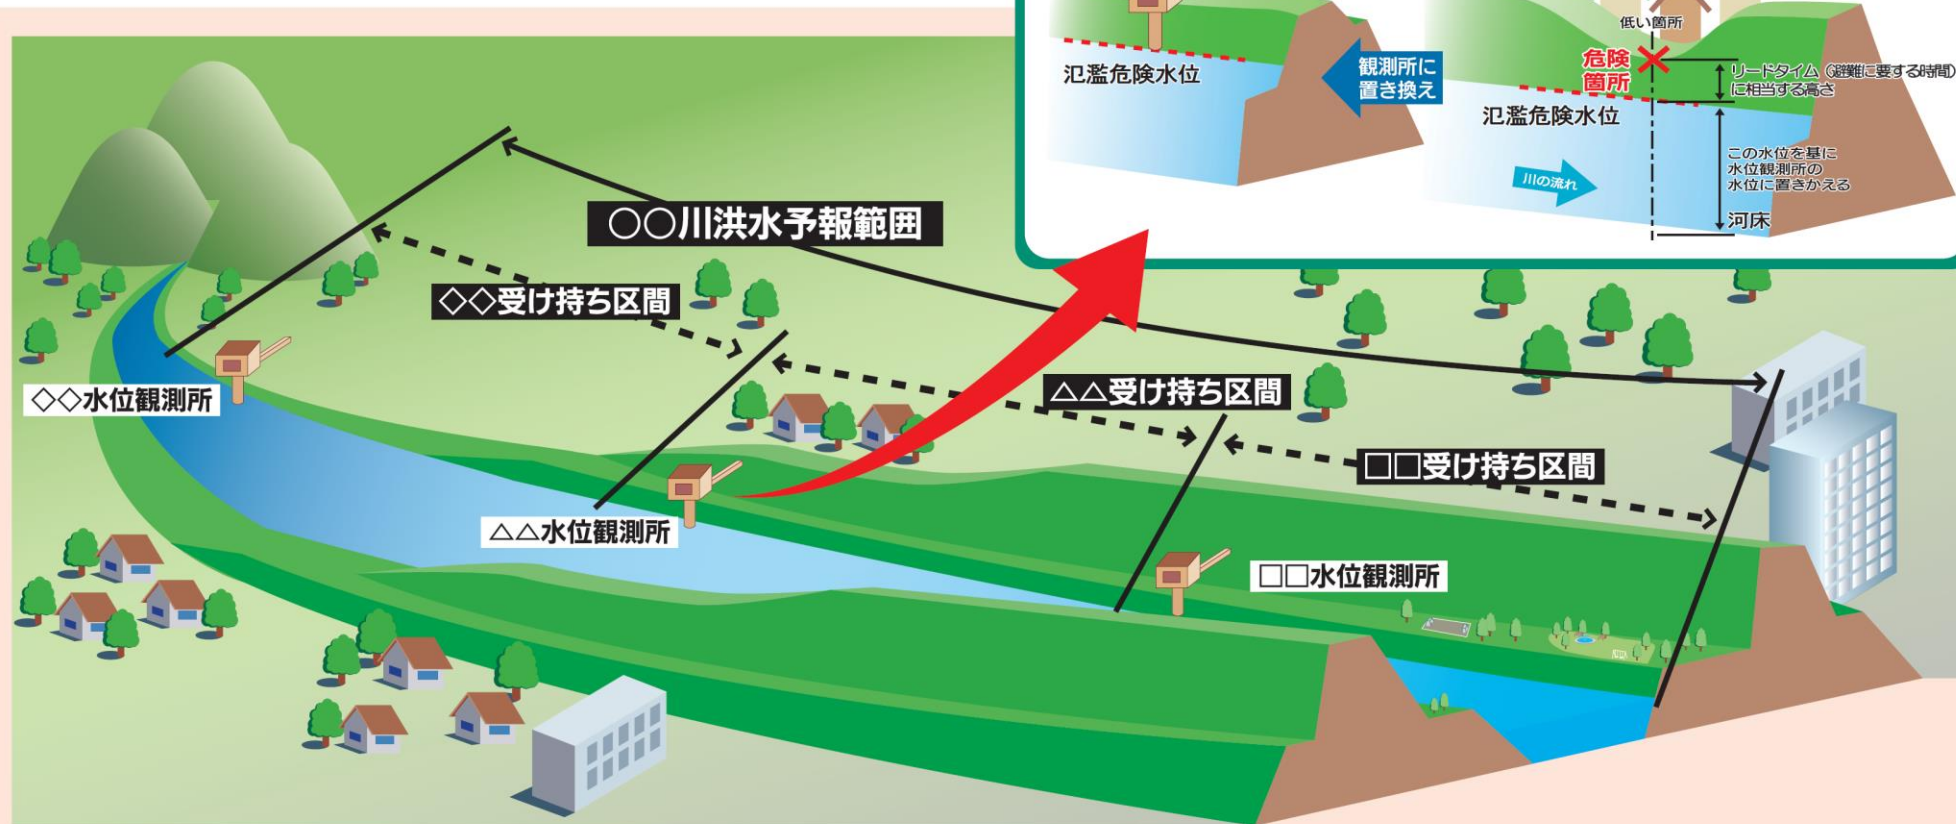 低い箇所
危険
箇所
リードタイム（避難に要する時間）
に相当する高さ
氾濫危険水位
観測所に
置き換え
氾濫危険水位
この水位を基に
水位観測所の
水位に置きかえる
川の流れ
河床
○○川洪水予報範囲
◇◇受け持ち区間
△△受け持ち区間
□□受け持ち区間
◇◇水位観測所
△△水位観測所
□□水位観測所